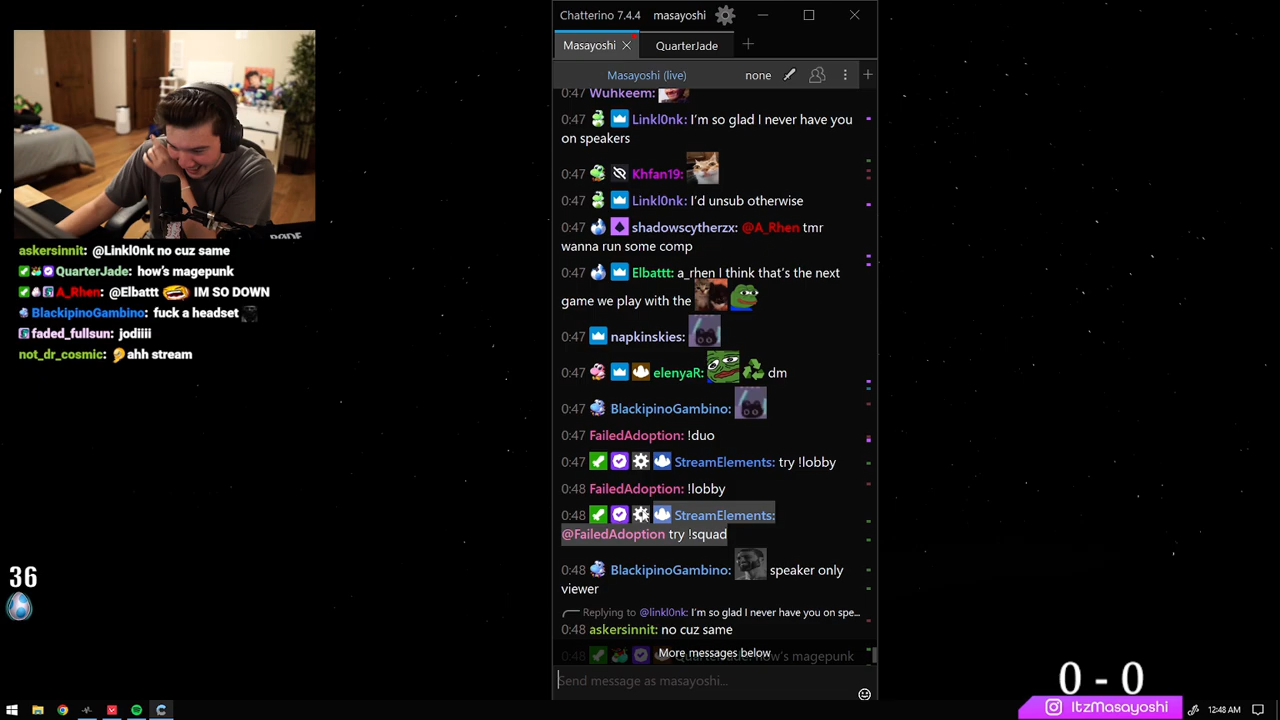 Chatterino 7.4.4 masayoshi
Masayoshi QuarterJade
Masayoshi (live) none
Wuhkeem:
0:47 Linkl0nk: I'm so glad I never have you
on speakers
0:47 Khfan19:
0:47 Linkl0nk: I'd unsub otherwise
0:47 shadowscytherzx: @A_Rhen tmr
wanna run some comp
0:47 Elbattt: a_rhen I think that's the next
game we play with the
0:47 napkinskies:
0:47 elenyaR: dm
0:47 BlackipinoGambino:
0:47 FailedAdoption: !duo
0:47 StreamElements: try !lobby
0:48 FailedAdoption: !lobby
0:48 StreamElements:
@FailedAdoption try !squad
0:48 BlackipinoGambino: speaker only
viewer
Replying to @linkl0nk: I'm so glad I never have you on spe...
0:48 askersinnit: no cuz same
More messages below
0:48 QuarterJade: how's magepunk
Send message as masayoshi...
askersinnit: @Linkl0nk no cuz same
QuarterJade: how's magepunk
A_Rhen: @Elbattt IM SO DOWN
BlackipinoGambino: fuck a headset
faded_fullsun: jodiiii
not_dr_cosmic: ahh stream
36
0 - 0
ItzMasayoshi
12:48 AM